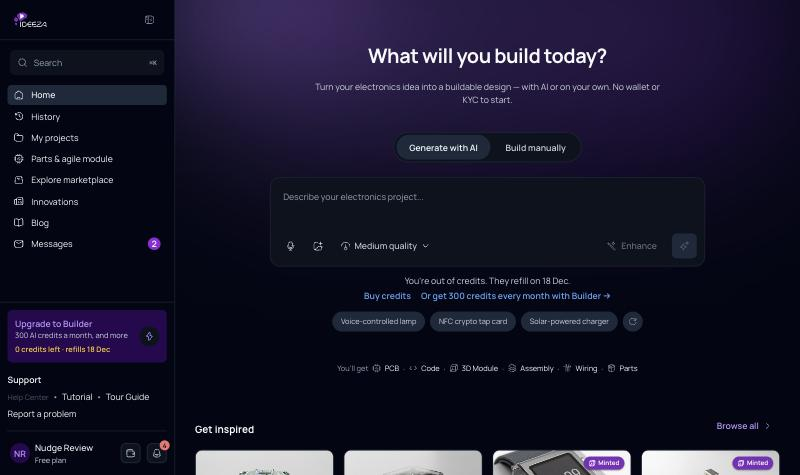 IDEEZA
Search
⌘K
Home
History
My projects
Parts & agile module
Explore marketplace
Innovations
Blog
Messages
2
Upgrade to Builder
300 AI credits a month, and more
0 credits left · refills 18 Dec
Support
Help Center • Tutorial • Tour Guide
Report a problem
NR
Nudge Review
Free plan
4
What will you build today?
Turn your electronics idea into a buildable design — with AI or on your own. No wallet or
KYC to start.
Generate with AI
Build manually
Describe your electronics project...
Medium quality
Enhance
You're out of credits. They refill on 18 Dec.
Buy credits Or get 300 credits every month with Builder →
Voice-controlled lamp
NFC crypto tap card
Solar-powered charger
You'll get PCB · Code · 3D Module · Assembly · Wiring · Parts
Get inspired
Browse all
Minted
Minted